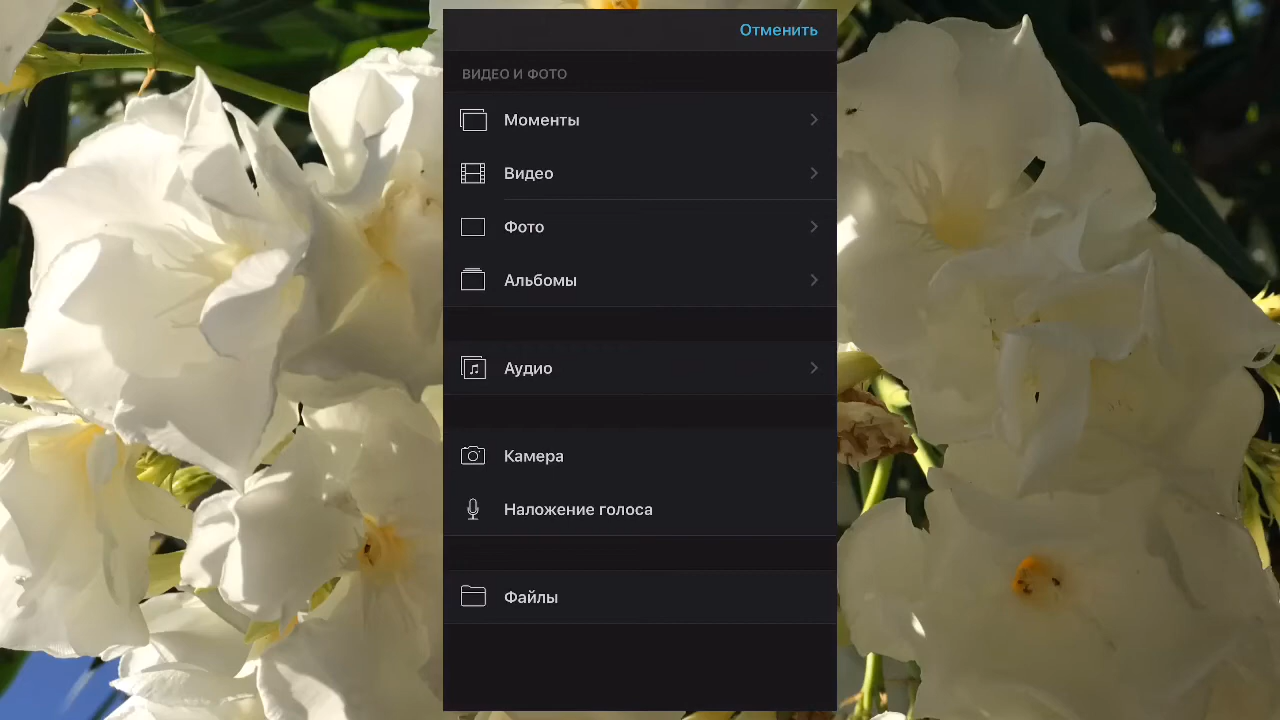 Отменить
ВИДЕО И ФОТО
Моменты
Видео
Фото
Альбомы
Аудио
Камера
Наложение голоса
Файлы